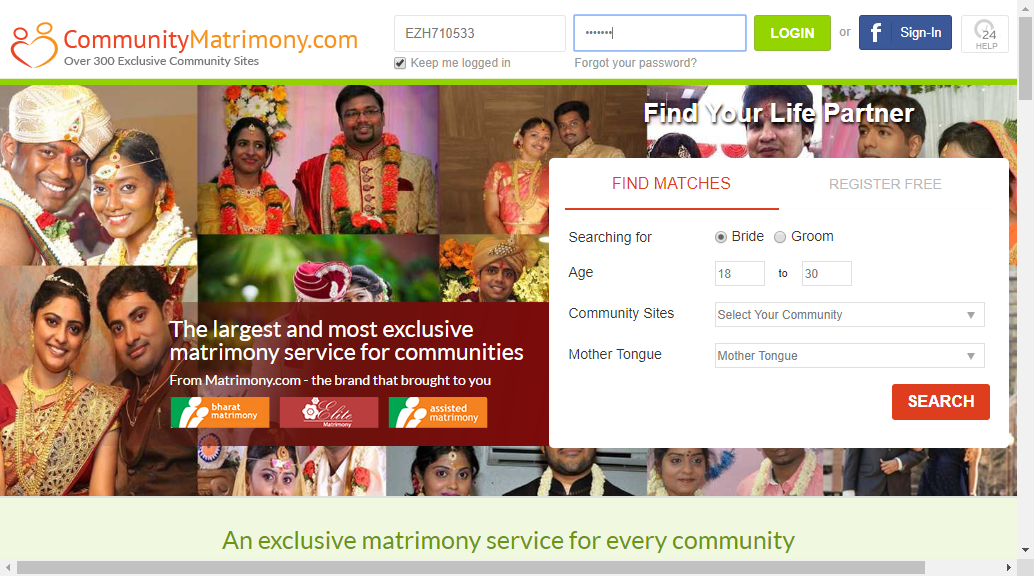 CommunityMatrimony.com
Over 300 Exclusive Community Sites
EZH710533
•••••••
LOGIN
or
f Sign-In
24
HELP
Keep me logged in
Forgot your password?
Find Your Life Partner
FIND MATCHES
REGISTER FREE
Searching for
Bride
Groom
Age
18
to
30
Community Sites
Select Your Community
Mother Tongue
Mother Tongue
SEARCH
The largest and most exclusive
matrimony service for communities
From Matrimony.com - the brand that brought to you
bharat
matrimony
Elite
Matrimony
assisted
matrimony
An exclusive matrimony service for every community